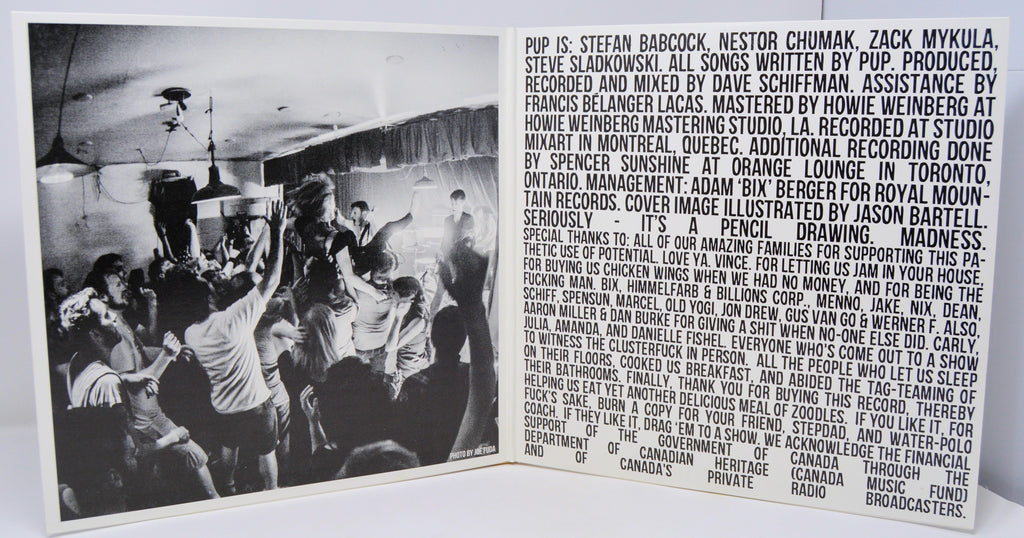 PHOTO BY JOE FUDA
PUP IS: STEFAN BABCOCK, NESTOR CHUMAK, ZACK MYKULA,
STEVE SLADKOWSKI. ALL SONGS WRITTEN BY PUP. PRODUCED,
RECORDED AND MIXED BY DAVE SCHIFFMAN. ASSISTANCE BY
FRANCIS BÉLANGER LACAS. MASTERED BY HOWIE WEINBERG AT
HOWIE WEINBERG MASTERING STUDIO, LA. RECORDED AT STUDIO
MIXART IN MONTREAL, QUEBEC. ADDITIONAL RECORDING DONE
BY SPENCER SUNSHINE AT ORANGE LOUNGE IN TORONTO,
ONTARIO. MANAGEMENT: ADAM 'BIX' BERGER FOR ROYAL MOUN-
TAIN RECORDS. COVER IMAGE ILLUSTRATED BY JASON BARTELL.
SERIOUSLY - IT'S A PENCIL DRAWING. MADNESS.
SPECIAL THANKS TO: ALL OF OUR AMAZING FAMILIES FOR SUPPORTING THIS PA-
THETIC USE OF POTENTIAL. LOVE YA. VINCE. FOR LETTING US JAM IN YOUR HOUSE,
FOR BUYING US CHICKEN WINGS WHEN WE HAD NO MONEY, AND FOR BEING THE
FUCKING MAN. BIX, HIMMELFARB & BILLIONS CORP., MENNO, JAKE, NIX, DEAN,
SCHIFF, SPENSUN, MARCEL, OLD YOGI, JON DREW, GUS VAN GO & WERNER F. ALSO,
AARON MILLER & DAN BURKE FOR GIVING A SHIT WHEN NO-ONE ELSE DID. CARLY,
JULIA, AMANDA, AND DANIELLE FISHEL. EVERYONE WHO'S COME OUT TO A SHOW
TO WITNESS THE CLUSTERFUCK IN PERSON. ALL THE PEOPLE WHO LET US SLEEP
ON THEIR FLOORS, COOKED US BREAKFAST, AND ABIDED THE TAG-TEAMING OF
THEIR BATHROOMS. FINALLY, THANK YOU FOR BUYING THIS RECORD, THEREBY
HELPING US EAT YET ANOTHER DELICIOUS MEAL OF ZOODLES. IF YOU LIKE IT, FOR
FUCK'S SAKE, BURN A COPY FOR YOUR FRIEND, STEPDAD, AND WATER-POLO
COACH. IF THEY LIKE IT, DRAG 'EM TO A SHOW. WE ACKNOWLEDGE THE FINANCIAL
SUPPORT OF THE GOVERNMENT OF CANADA THROUGH THE
DEPARTMENT OF CANADIAN HERITAGE (CANADA MUSIC FUND)
AND OF CANADA'S PRIVATE RADIO BROADCASTERS.